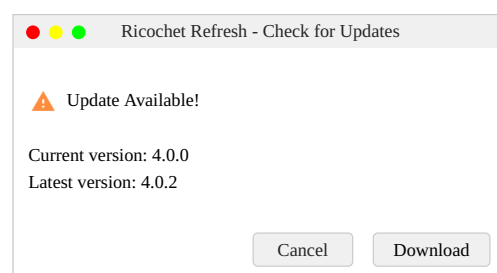 Ricochet Refresh - Check for Updates
Update Available!
Current version: 4.0.0
Latest version: 4.0.2
Cancel Download